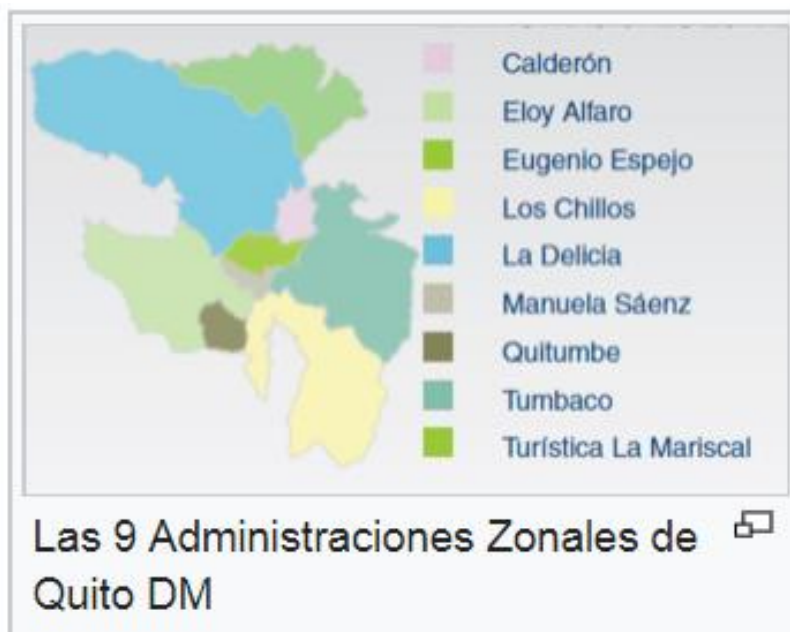 Calderón
Eloy Alfaro
Eugenio Espejo
Los Chillos
La Delicia
Manuela Sáenz
Quitumbe
Tumbaco
Turística La Mariscal
Las 9 Administraciones Zonales de
Quito DM